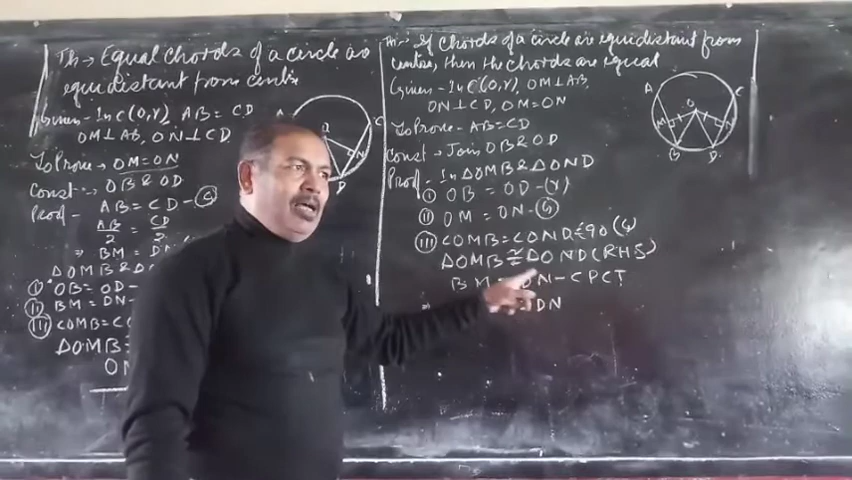 Th → Equal chords of a circle are
equidistant from centre
Given - In C(O,r) AB = CD
OM ⊥ AB, ON ⊥ CD
To Prove → OM = ON
Const → OB & OD
Proof - AB = CD - G
AB/2 = CD/2
⇒ BM = DN
ΔOMB & Δ
(i) OB = OD -
(ii) BM = DN -
(iii) ∠OMB = ∠
ΔOMB ≅
O
C
O
N
D
Th → If chords of a circle are equidistant from
centre, then the chords are equal
Given - In C(O,r) OM ⊥ AB,
ON ⊥ CD, OM = ON
To Prove - AB = CD
Const → Join OB & OD
Proof - In ΔOMB & ΔOND
(i) OB = OD - (r)
(ii) OM = ON - G
(iii) ∠OMB = ∠OND = 90 (G)
ΔOMB ≅ ΔOND (RHS)
BM = DN - CPCT
DN
A
C
O
M
N
B
D